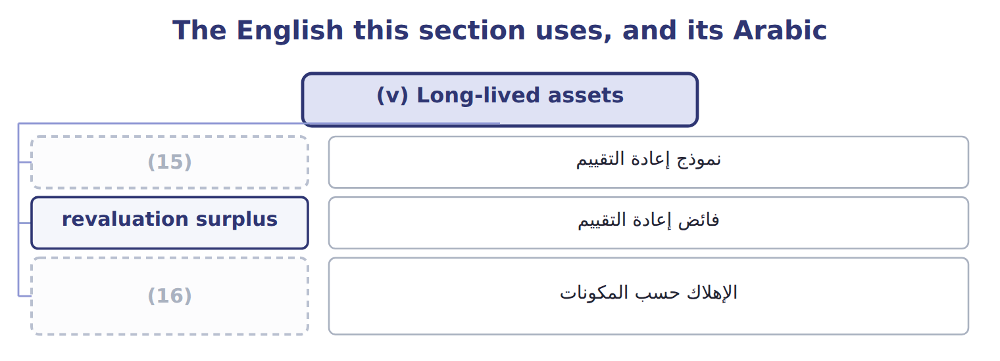 The English this section uses, and its Arabic
(v) Long-lived assets
(15)
نموذج إعادة التقييم
revaluation surplus
فائض إعادة التقييم
(16)
الإهلاك حسب المكونات